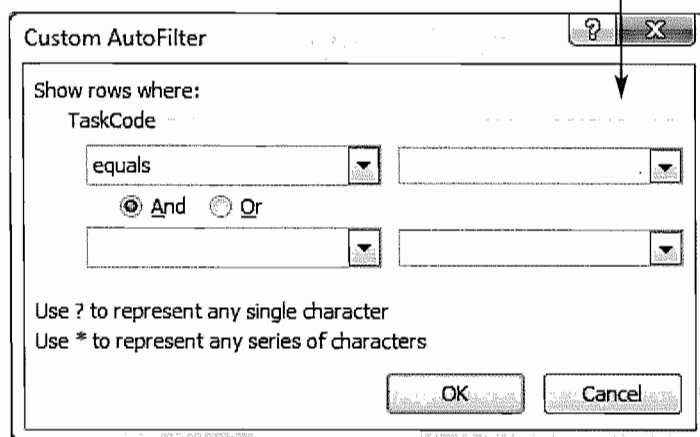 Custom AutoFilter
Show rows where:
TaskCode
equals
And Or
Use ? to represent any single character
Use * to represent any series of characters
OK Cancel